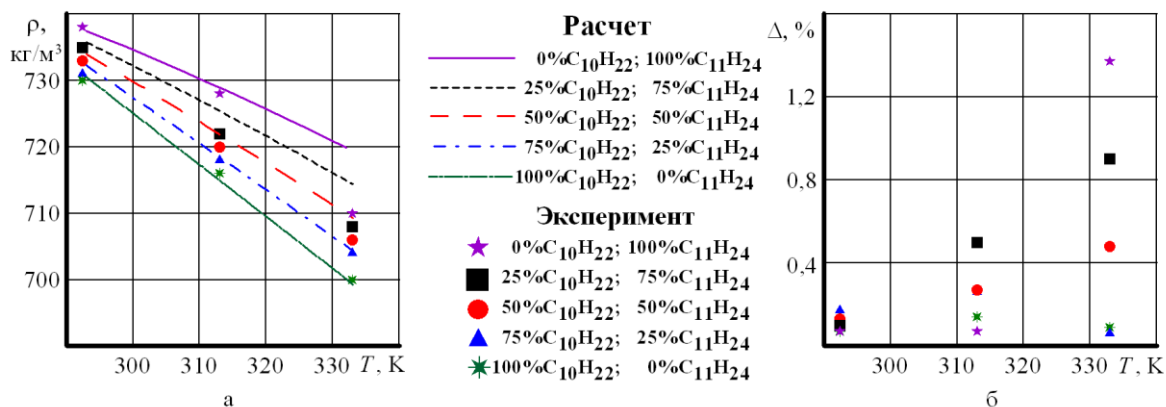 ρ,
кг/м³
730
720
710
700
300 310 320 330 T, K
а
Расчет
0%C₁₀H₂₂; 100%C₁₁H₂₄
25%C₁₀H₂₂; 75%C₁₁H₂₄
50%C₁₀H₂₂; 50%C₁₁H₂₄
75%C₁₀H₂₂; 25%C₁₁H₂₄
100%C₁₀H₂₂; 0%C₁₁H₂₄
Эксперимент
0%C₁₀H₂₂; 100%C₁₁H₂₄
25%C₁₀H₂₂; 75%C₁₁H₂₄
50%C₁₀H₂₂; 50%C₁₁H₂₄
75%C₁₀H₂₂; 25%C₁₁H₂₄
100%C₁₀H₂₂; 0%C₁₁H₂₄
Δ, %
1,2
0,8
0,4
300 310 320 330 T, K
б